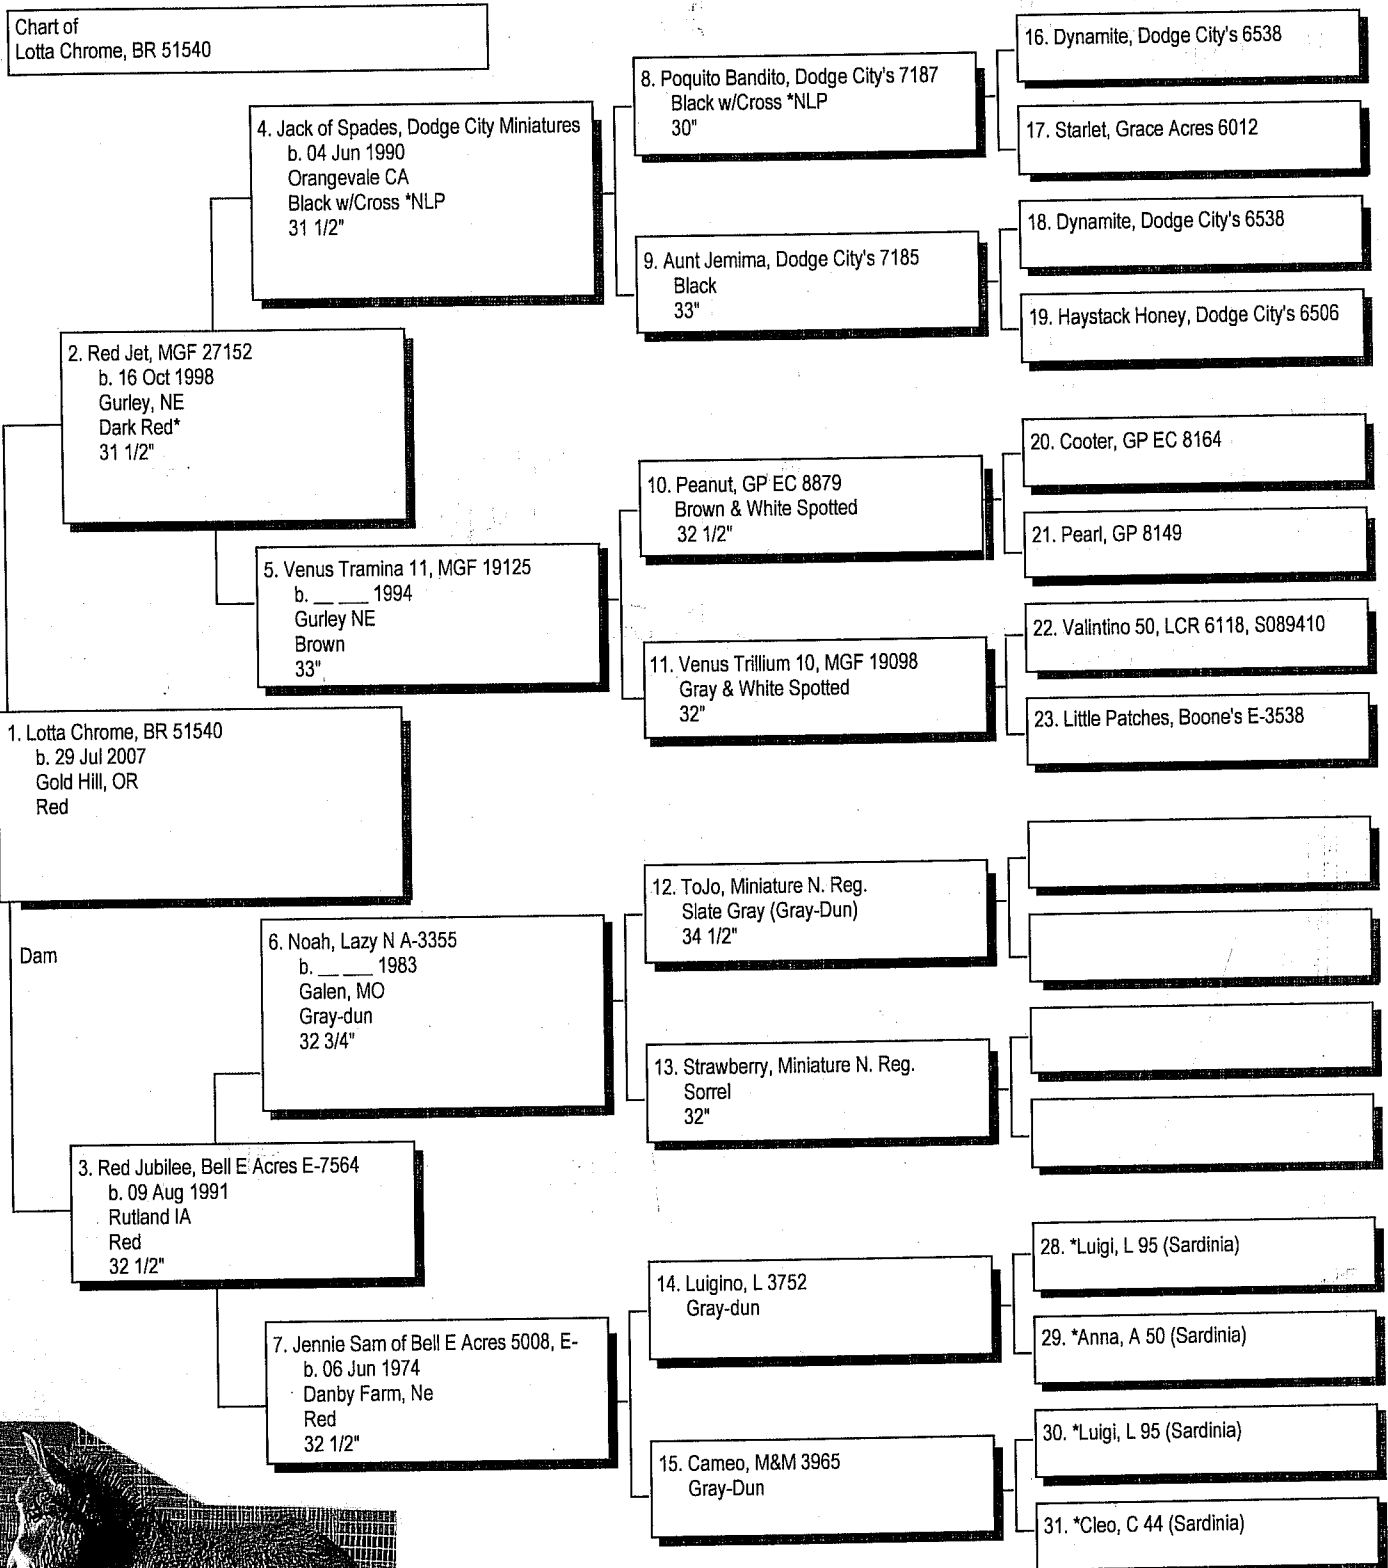 Chart of
Lotta Chrome, BR 51540
1. Lotta Chrome, BR 51540
b. 29 Jul 2007
Gold Hill, OR
Red
Dam
2. Red Jet, MGF 27152
b. 16 Oct 1998
Gurley, NE
Dark Red*
31 1/2"
3. Red Jubilee, Bell E Acres E-7564
b. 09 Aug 1991
Rutland IA
Red
32 1/2"
4. Jack of Spades, Dodge City Miniatures
b. 04 Jun 1990
Orangevale CA
Black w/Cross *NLP
31 1/2"
5. Venus Tramina 11, MGF 19125
b. __ ___ 1994
Gurley NE
Brown
33"
6. Noah, Lazy N A-3355
b. __ ___ 1983
Galen, MO
Gray-dun
32 3/4"
7. Jennie Sam of Bell E Acres 5008, E-
b. 06 Jun 1974
Danby Farm, Ne
Red
32 1/2"
8. Poquito Bandito, Dodge City's 7187
Black w/Cross *NLP
30"
9. Aunt Jemima, Dodge City's 7185
Black
33"
10. Peanut, GP EC 8879
Brown & White Spotted
32 1/2"
11. Venus Trillium 10, MGF 19098
Gray & White Spotted
32"
12. ToJo, Miniature N. Reg.
Slate Gray (Gray-Dun)
34 1/2"
13. Strawberry, Miniature N. Reg.
Sorrel
32"
14. Luigino, L 3752
Gray-dun
15. Cameo, M&M 3965
Gray-Dun
16. Dynamite, Dodge City's 6538
17. Starlet, Grace Acres 6012
18. Dynamite, Dodge City's 6538
19. Haystack Honey, Dodge City's 6506
20. Cooter, GP EC 8164
21. Pearl, GP 8149
22. Valintino 50, LCR 6118, S089410
23. Little Patches, Boone's E-3538
28. *Luigi, L 95 (Sardinia)
29. *Anna, A 50 (Sardinia)
30. *Luigi, L 95 (Sardinia)
31. *Cleo, C 44 (Sardinia)